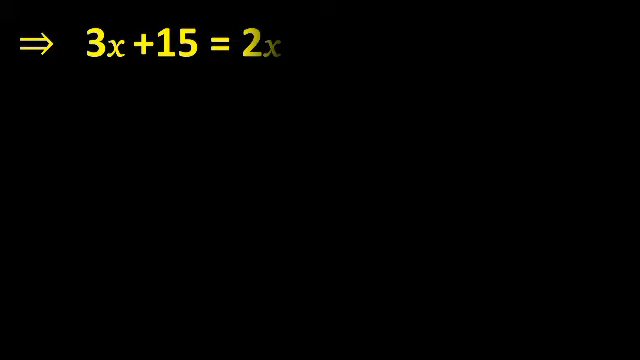 ⇒ 3x +15 = 2x